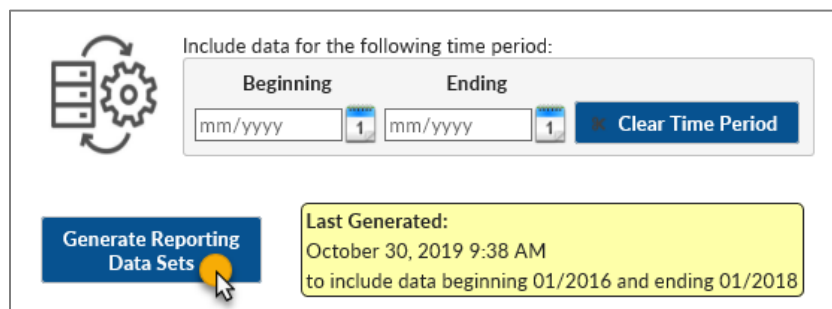 Include data for the following time period:
Beginning
Ending
mm/yyyy
1
mm/yyyy
1
Clear Time Period
Generate Reporting
Data Sets
Last Generated:
October 30, 2019 9:38 AM
to include data beginning 01/2016 and ending 01/2018